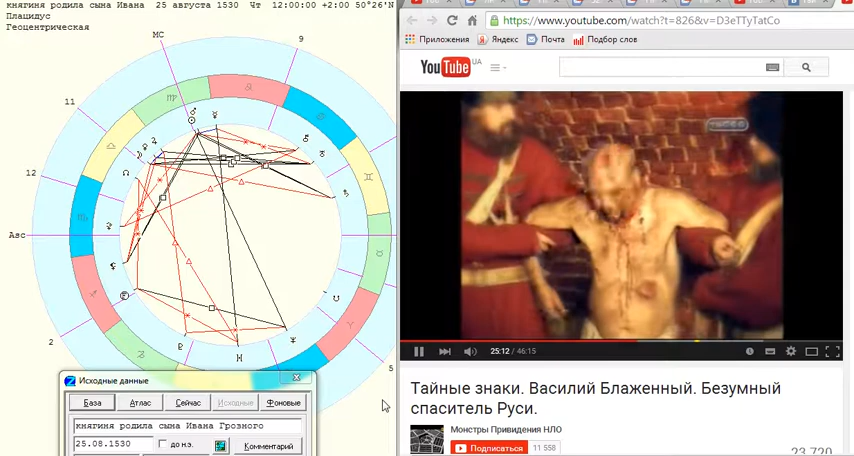 княгиня родила сына Ивана 25 августа 1530 Чт 12:00:00 +2:00 50°26'N
Плацидус
Геоцентрическая
MC
9
11
12
Asc
2
5
Исходные данные
База
Атлас
Сейчас
Исходные
Фоновые
княгиня родила сына Ивана Грозного
25.08.1530
до н.э.
Комментарий
https://www.youtube.com/watch?t=826&v=D3eTTyTatCo
Приложения
Яндекс
Почта
Подбор слов
YouTube UA
25:12 / 46:15
Тайные знаки. Василий Блаженный. Безумный
спаситель Руси.
Монстры Привидения НЛО
Подписаться
11 558
23 720